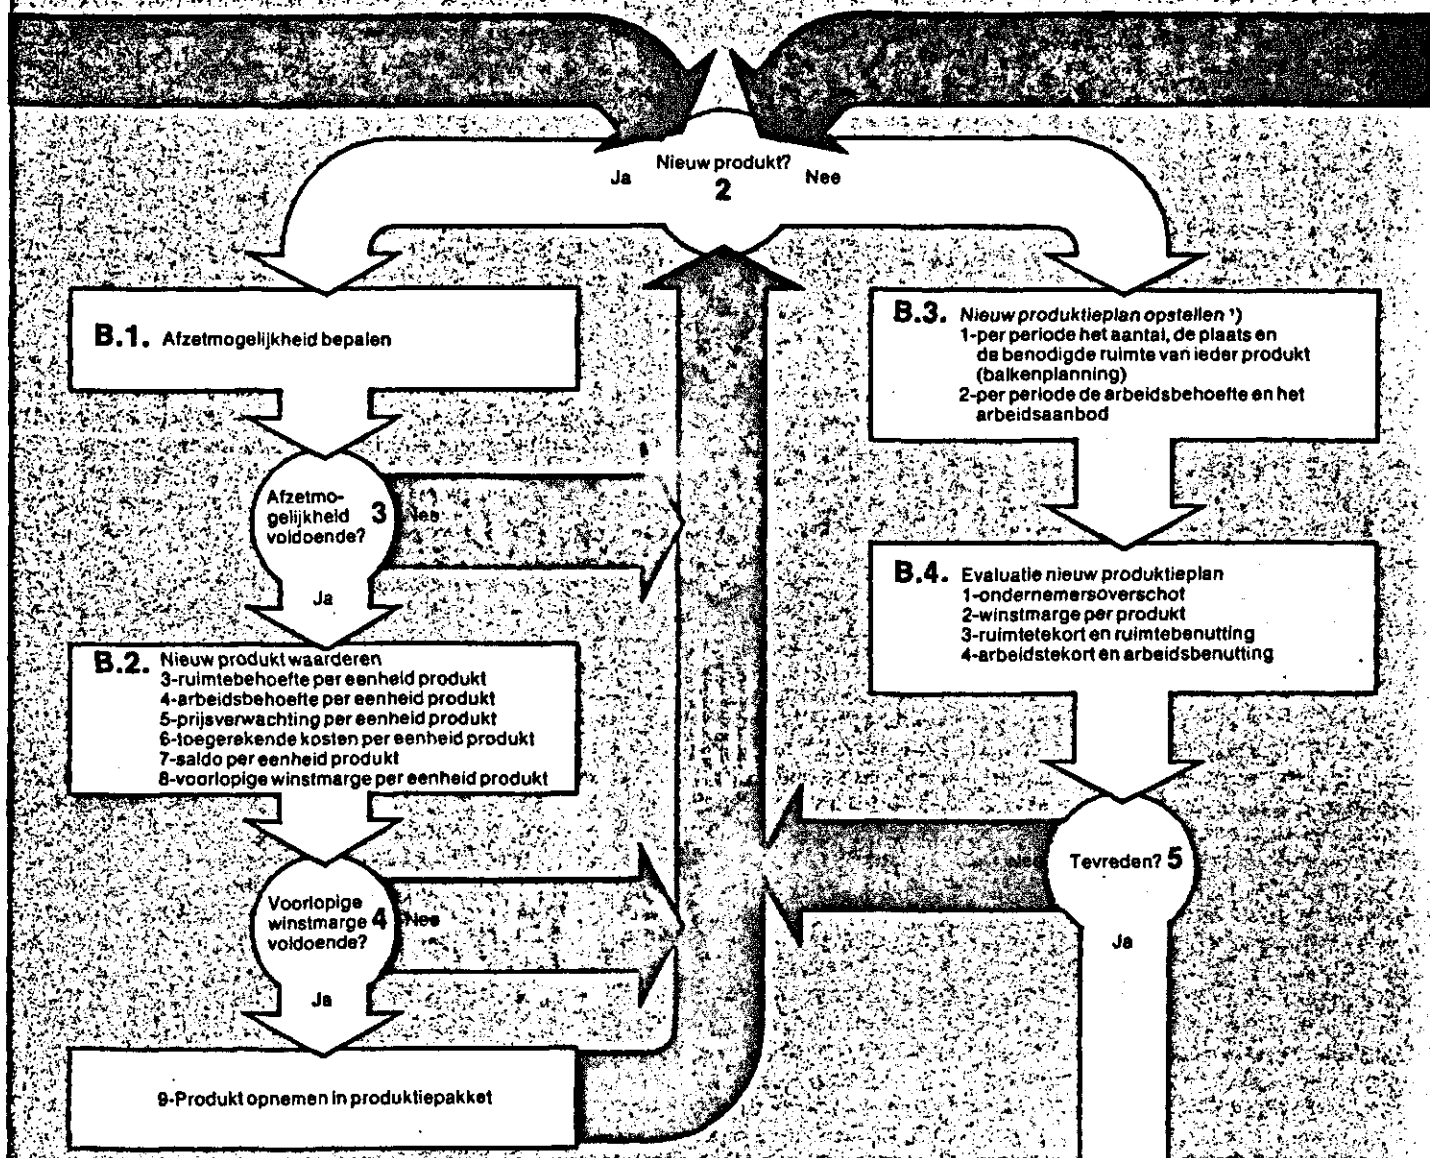 Nieuw produkt?
Ja
2
Nee
B.1. Afzetmogelijkheid bepalen
Afzetmo-
gelijkheid 3
voldoende?
Nee
Ja
B.2. Nieuw produkt waarderen
3-ruimtebehoefte per eenheid produkt
4-arbeidsbehoefte per eenheid produkt
5-prijsverwachting per eenheid produkt
6-toegerekende kosten per eenheid produkt
7-saldo per eenheid produkt
8-voorlopige winstmarge per eenheid produkt
Voorlopige
winstmarge 4
voldoende?
Nee
Ja
9-Produkt opnemen in produktiepakket
B.3. Nieuw produktieplan opstellen ¹)
1-per periode het aantal, de plaats en
de benodigde ruimte van ieder produkt
(balkenplanning)
2-per periode de arbeidsbehoefte en het
arbeidsaanbod
B.4. Evaluatie nieuw produktieplan
1-ondernemersoverschot
2-winstmarge per produkt
3-ruimtetekort en ruimtebenutting
4-arbeidstekort en arbeidsbenutting
Nee
Tevreden? 5
Ja